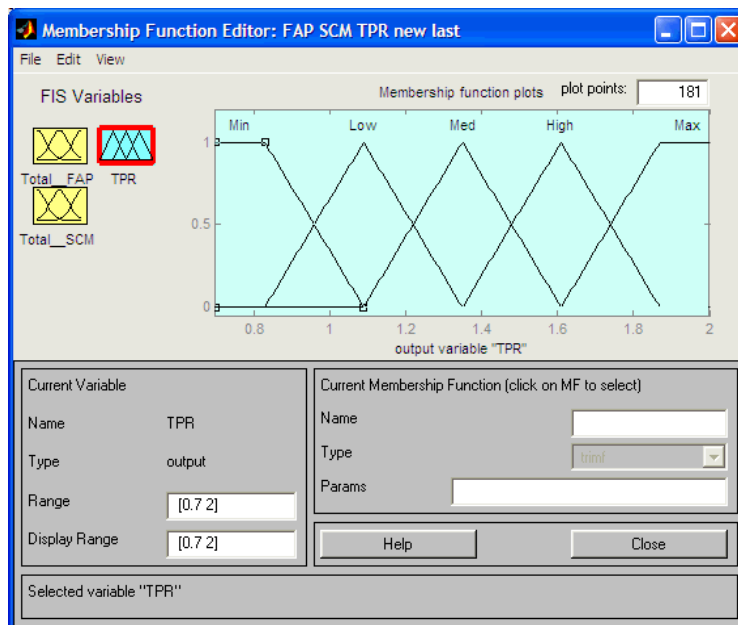 Membership Function Editor: FAP SCM TPR new last
File Edit View
FIS Variables
Membership function plots
plot points:
181
Total__FAP
TPR
Total__SCM
Min Low Med High Max
1
0.5
0
0.8 1 1.2 1.4 1.6 1.8 2
output variable "TPR"
Current Variable
Name TPR
Type output
Range [0.7 2]
Display Range [0.7 2]
Current Membership Function (click on MF to select)
Name
Type trimf
Params
Help Close
Selected variable "TPR"